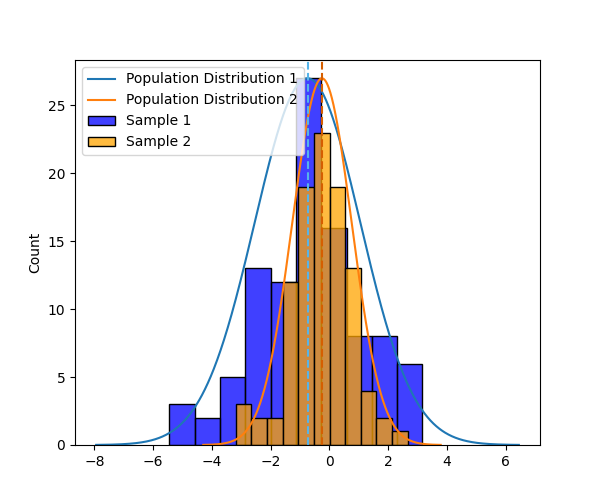 Population Distribution 1
Population Distribution 2
Sample 1
Sample 2
Count
25
20
15
10
5
0
−8 −6 −4 −2 0 2 4 6